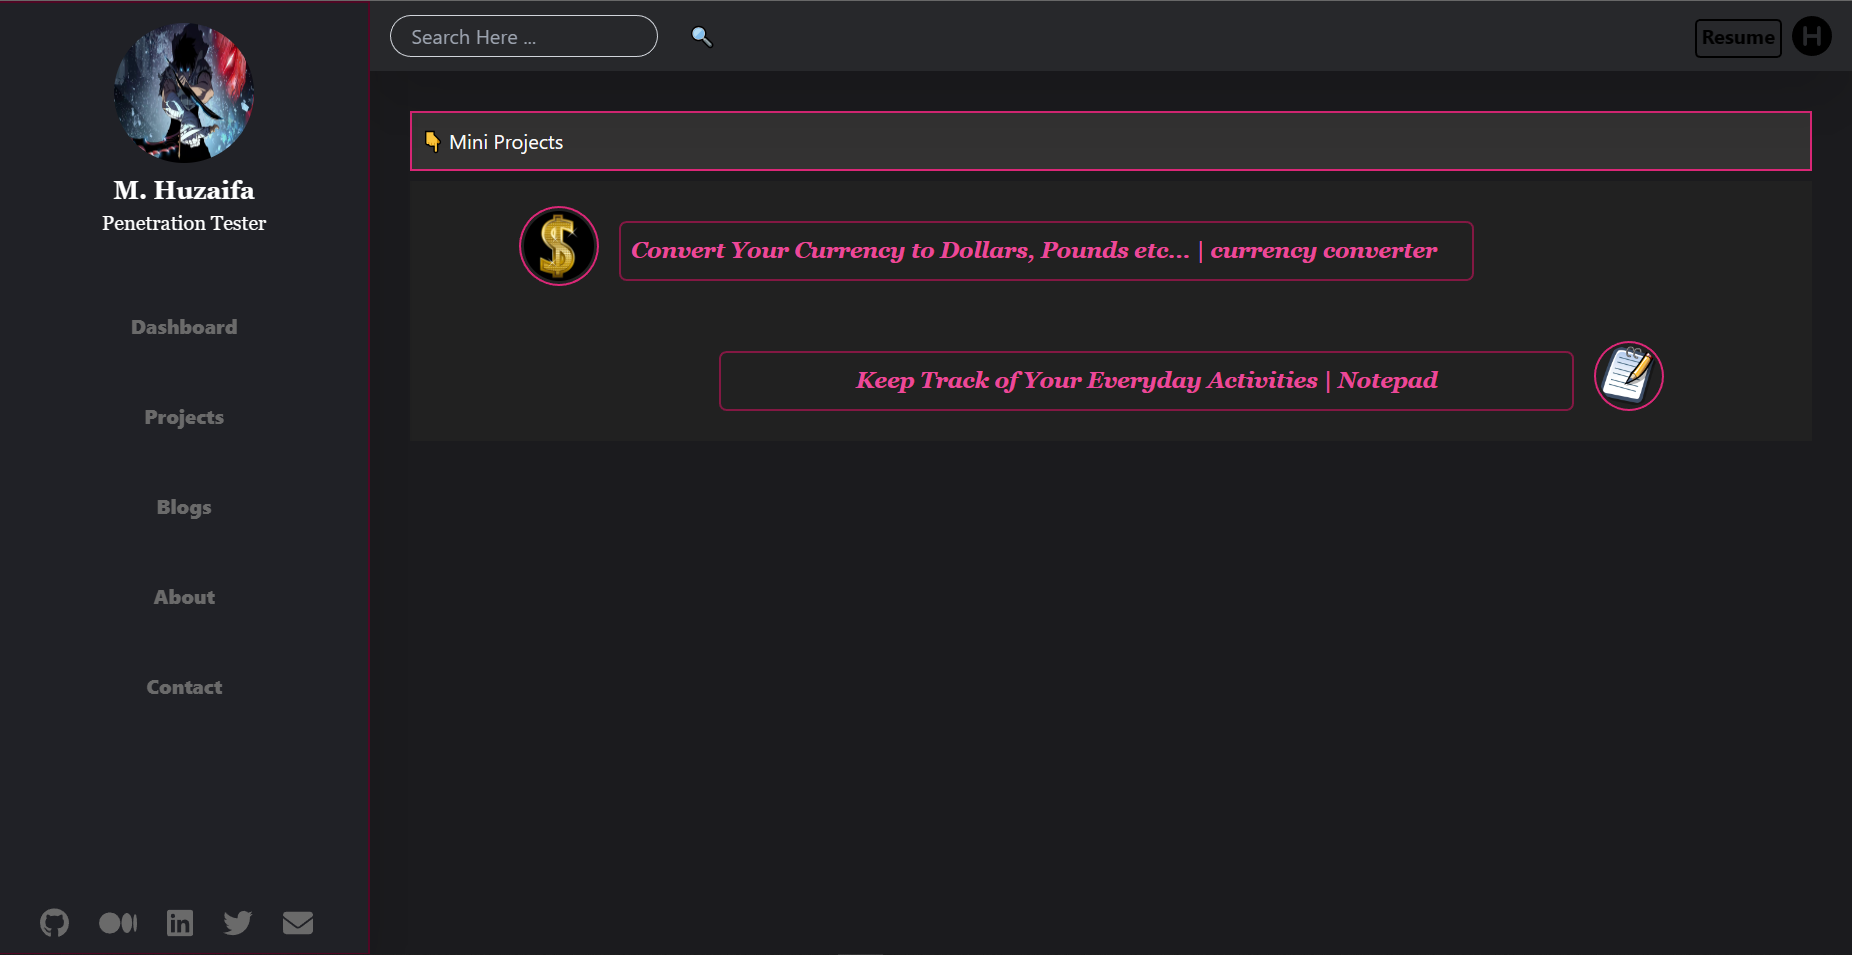 M. Huzaifa
Penetration Tester
Dashboard
Projects
Blogs
About
Contact
Search Here ...
Resume
H
👇 Mini Projects
Convert Your Currency to Dollars, Pounds etc... | currency converter
Keep Track of Your Everyday Activities | Notepad